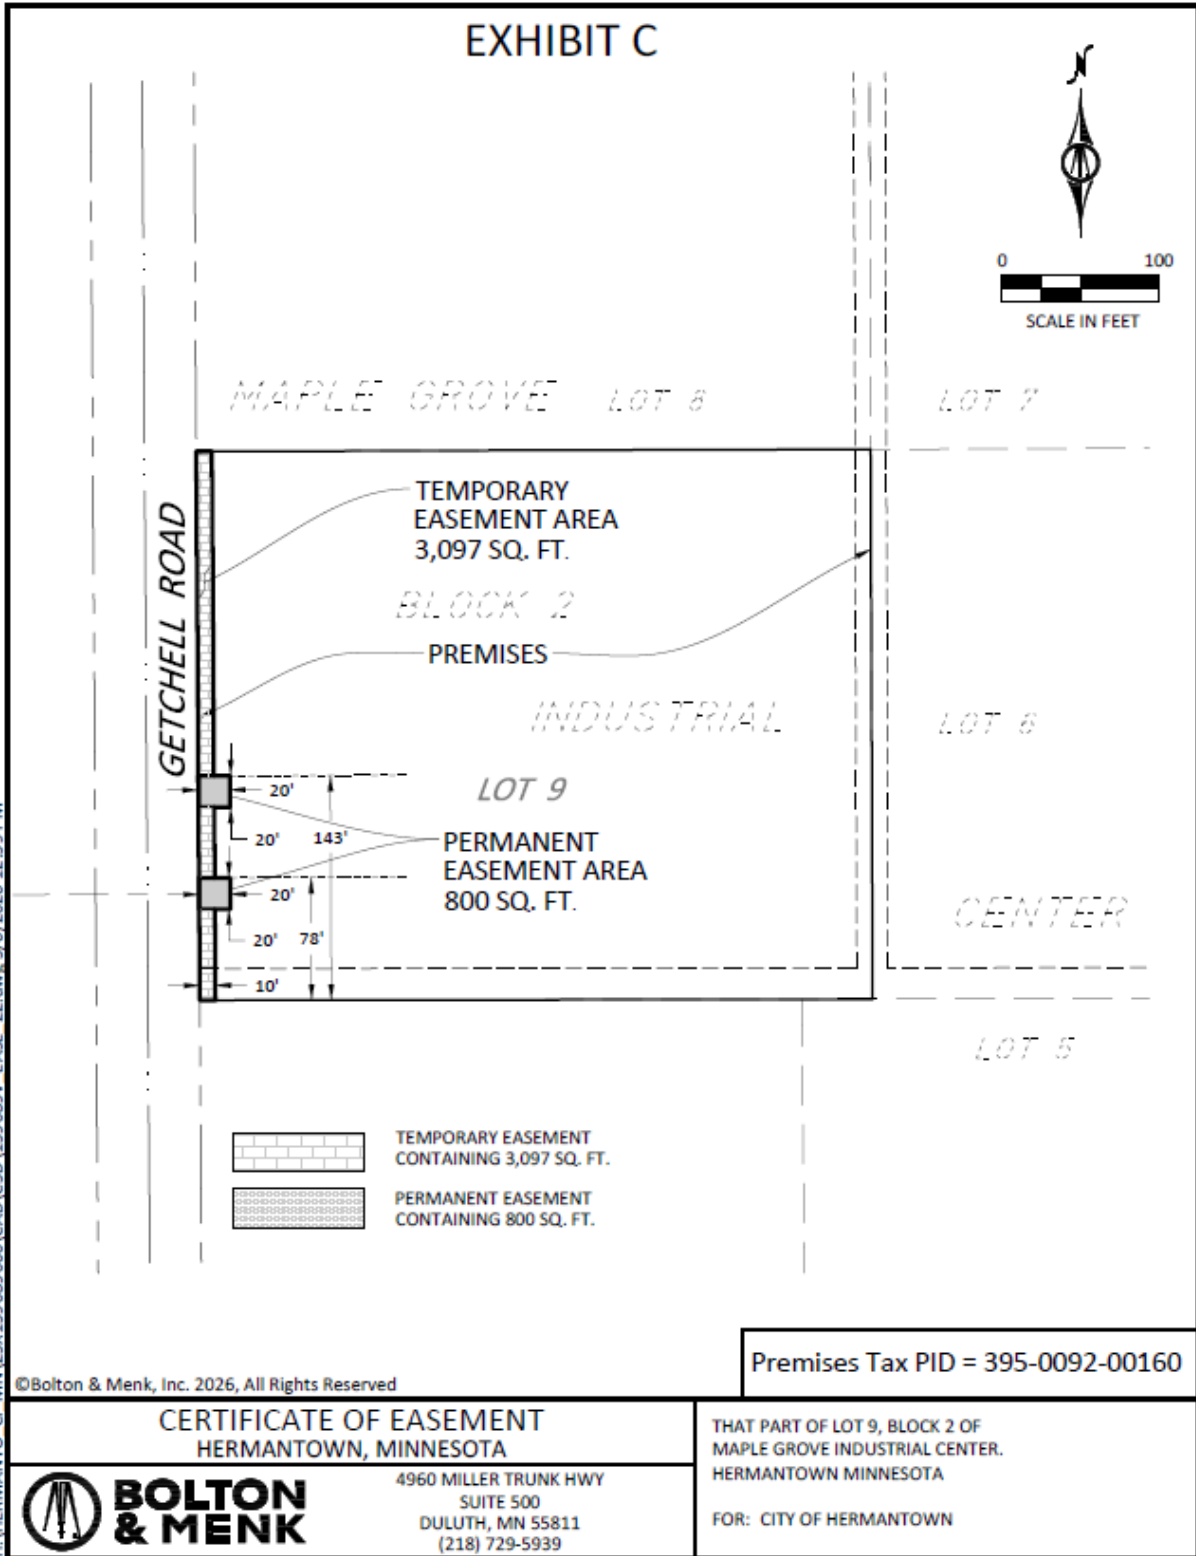 EXHIBIT C
N
0 100
SCALE IN FEET
MAPLE GROVE LOT 8 LOT 7
TEMPORARY
EASEMENT AREA
3,097 SQ. FT.
GETCHELL ROAD
BLOCK 2
PREMISES
INDUSTRIAL
LOT 6
LOT 9
20'
20'
143'
PERMANENT
EASEMENT AREA
800 SQ. FT.
20'
20'
78'
10'
CENTER
LOT 5
TEMPORARY EASEMENT
CONTAINING 3,097 SQ. FT.
PERMANENT EASEMENT
CONTAINING 800 SQ. FT.
Premises Tax PID = 395-0092-00160
©Bolton & Menk, Inc. 2026, All Rights Reserved
CERTIFICATE OF EASEMENT
HERMANTOWN, MINNESOTA
BOLTON
& MENK
4960 MILLER TRUNK HWY
SUITE 500
DULUTH, MN 55811
(218) 729-5939
THAT PART OF LOT 9, BLOCK 2 OF
MAPLE GROVE INDUSTRIAL CENTER.
HERMANTOWN MINNESOTA
FOR: CITY OF HERMANTOWN